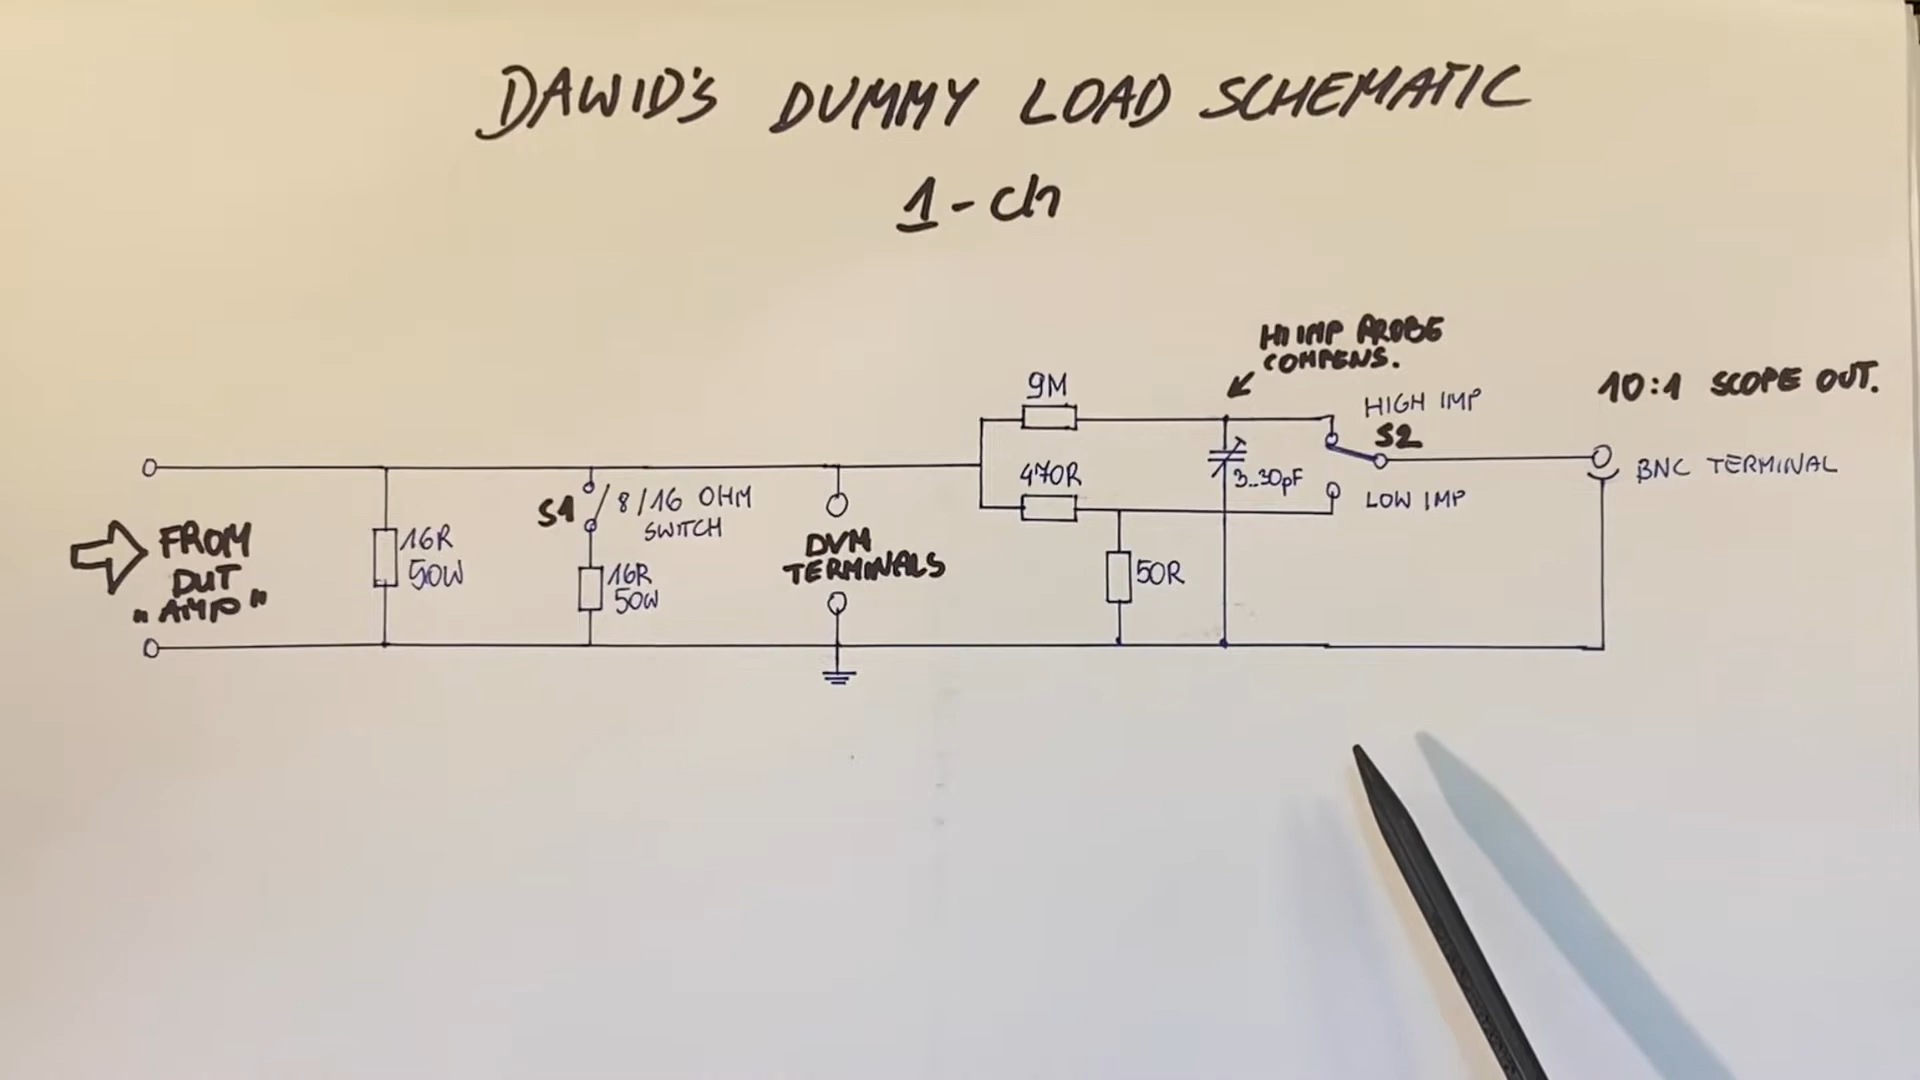 DAWID'S DUMMY LOAD SCHEMATIC
1-ch
HI IMP PROBE
COMPENS.
9M
HIGH IMP
S2
10:1 SCOPE OUT.
470R
3..30pF
BNC TERMINAL
LOW IMP
S1
8/16 OHM
SWITCH
FROM
DUT
"AMP"
16R
50W
16R
50W
DVM
TERMINALS
50R